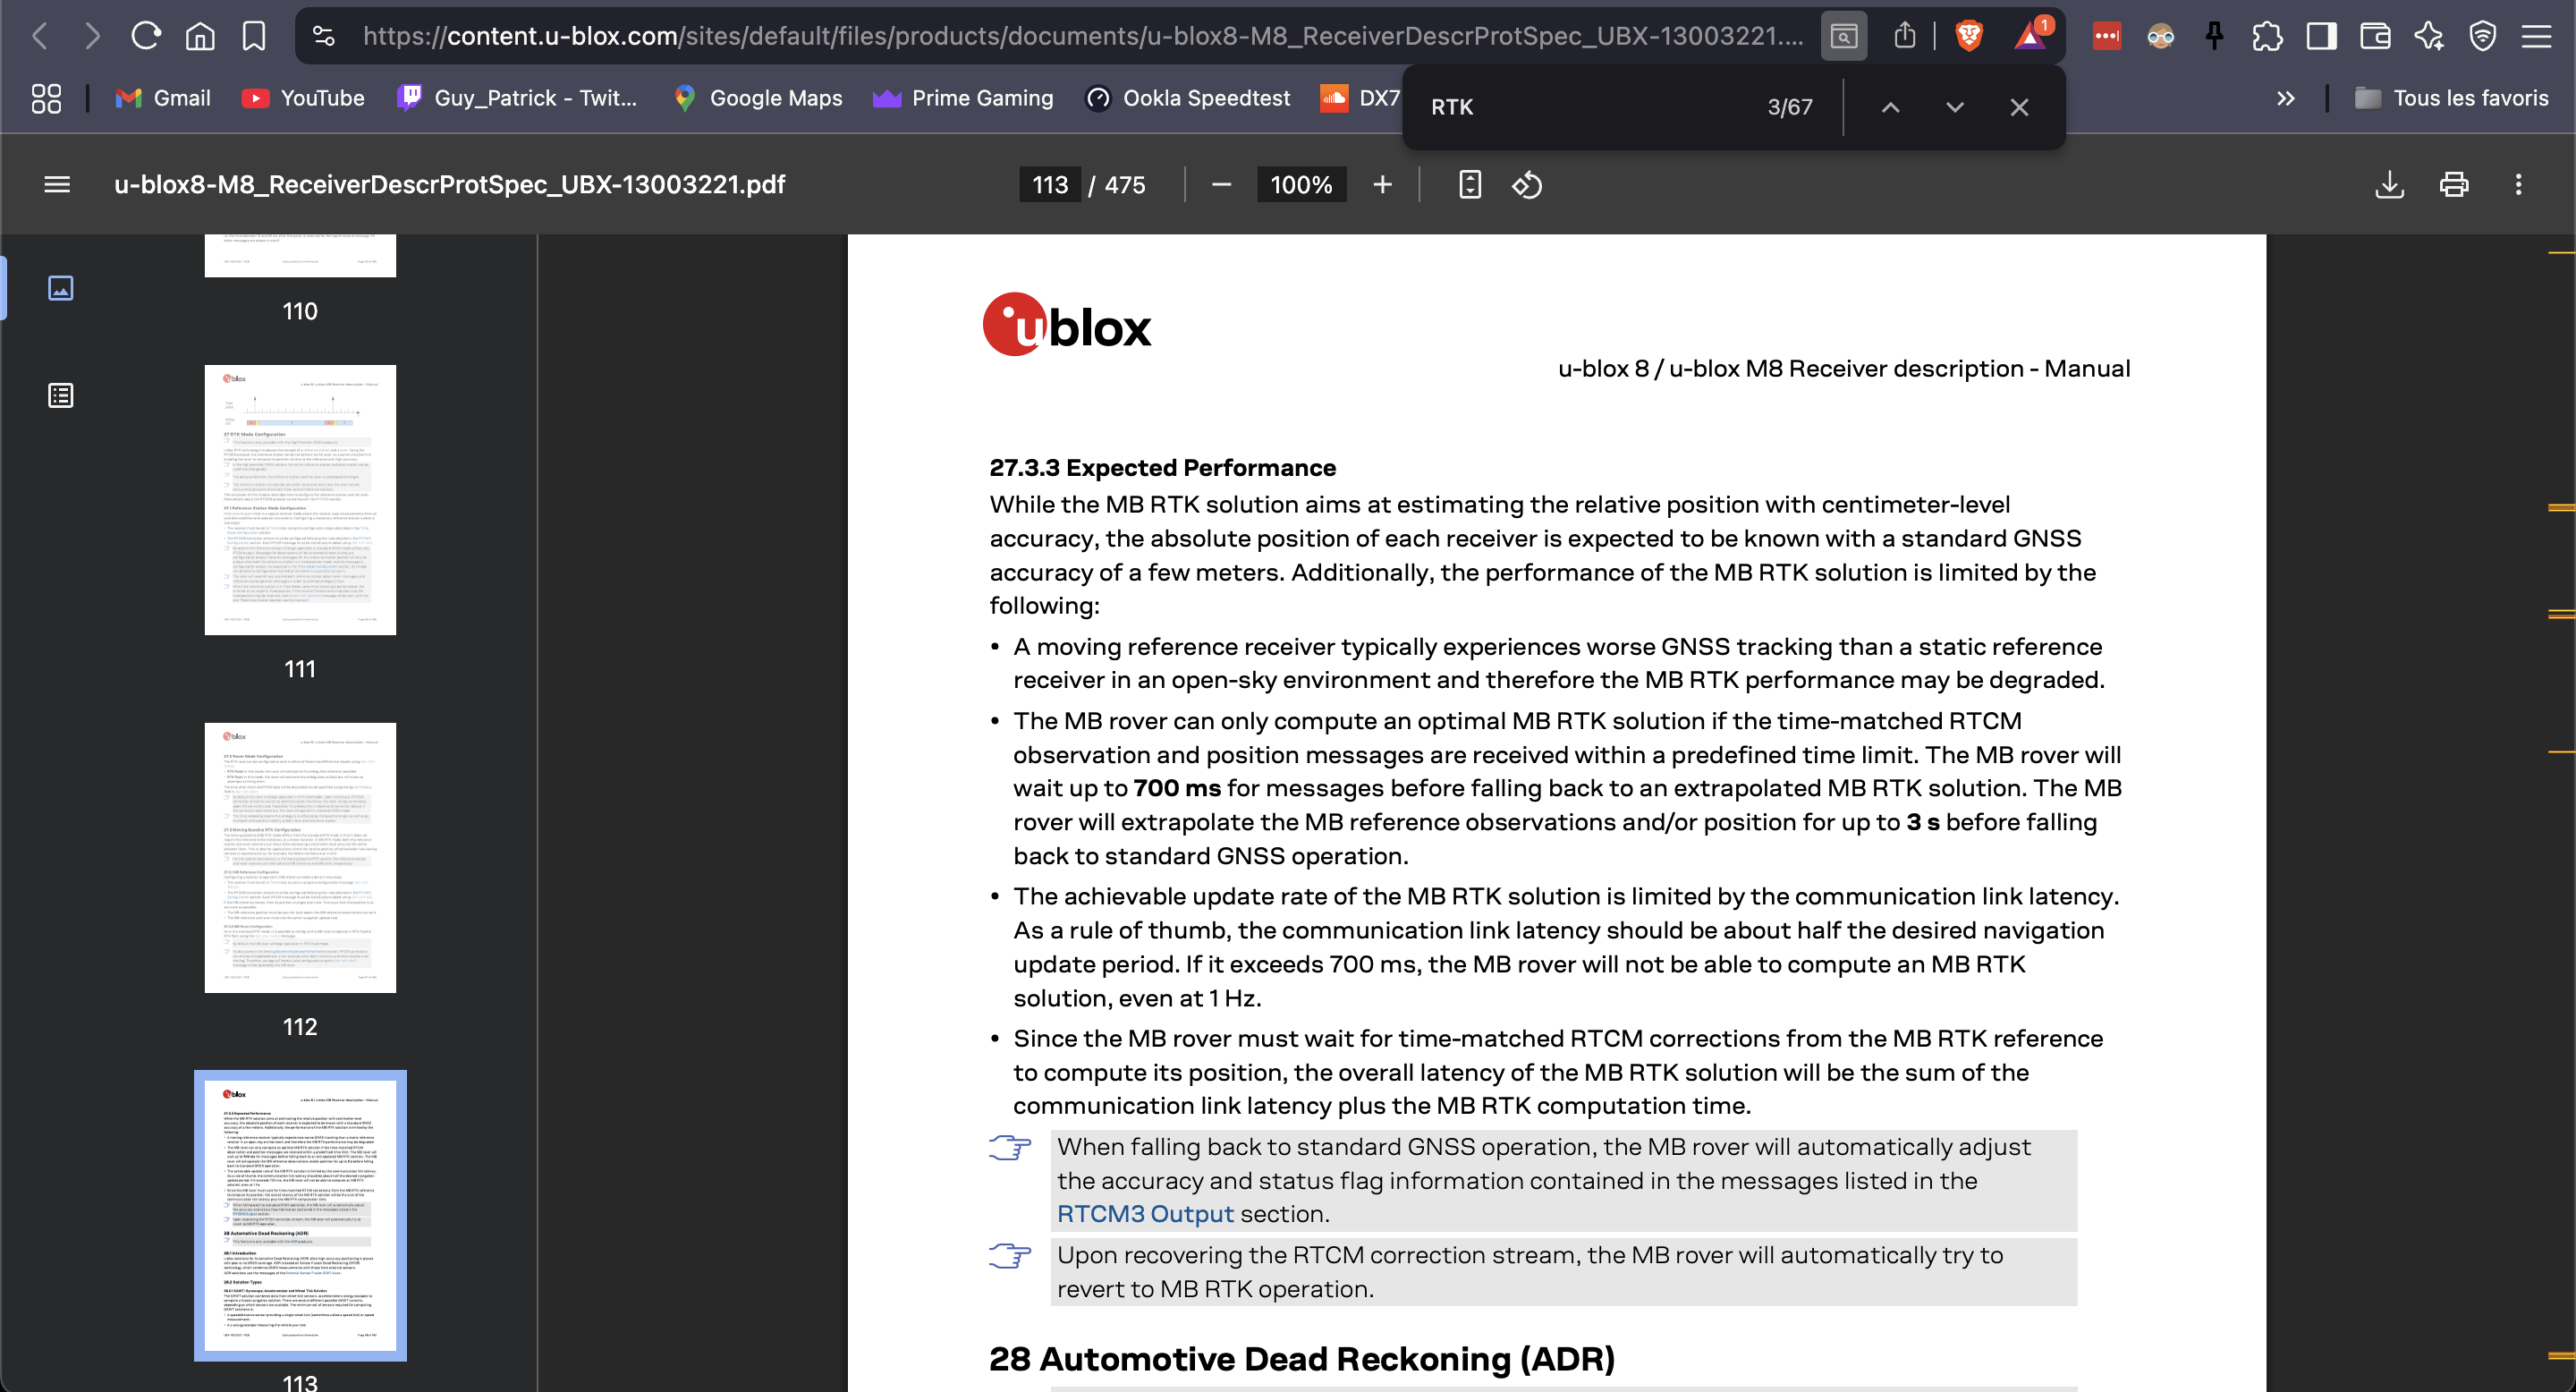 https://content.u-blox.com/sites/default/files/products/documents/u-blox8-M8_ReceiverDescrProtSpec_UBX-13003221....
1
Gmail
YouTube
Guy_Patrick - Twit...
Google Maps
Prime Gaming
Ookla Speedtest
DX7
RTK
3/67
Tous les favoris
u-blox8-M8_ReceiverDescrProtSpec_UBX-13003221.pdf
113 / 475
100%
110
111
112
113
ublox
u-blox 8 / u-blox M8 Receiver description - Manual
27.3.3 Expected Performance
While the MB RTK solution aims at estimating the relative position with centimeter-level
accuracy, the absolute position of each receiver is expected to be known with a standard GNSS
accuracy of a few meters. Additionally, the performance of the MB RTK solution is limited by the
following:
• A moving reference receiver typically experiences worse GNSS tracking than a static reference
receiver in an open-sky environment and therefore the MB RTK performance may be degraded.
• The MB rover can only compute an optimal MB RTK solution if the time-matched RTCM
observation and position messages are received within a predefined time limit. The MB rover will
wait up to 700 ms for messages before falling back to an extrapolated MB RTK solution. The MB
rover will extrapolate the MB reference observations and/or position for up to 3 s before falling
back to standard GNSS operation.
• The achievable update rate of the MB RTK solution is limited by the communication link latency.
As a rule of thumb, the communication link latency should be about half the desired navigation
update period. If it exceeds 700 ms, the MB rover will not be able to compute an MB RTK
solution, even at 1 Hz.
• Since the MB rover must wait for time-matched RTCM corrections from the MB RTK reference
to compute its position, the overall latency of the MB RTK solution will be the sum of the
communication link latency plus the MB RTK computation time.
When falling back to standard GNSS operation, the MB rover will automatically adjust
the accuracy and status flag information contained in the messages listed in the
RTCM3 Output section.
Upon recovering the RTCM correction stream, the MB rover will automatically try to
revert to MB RTK operation.
28 Automotive Dead Reckoning (ADR)